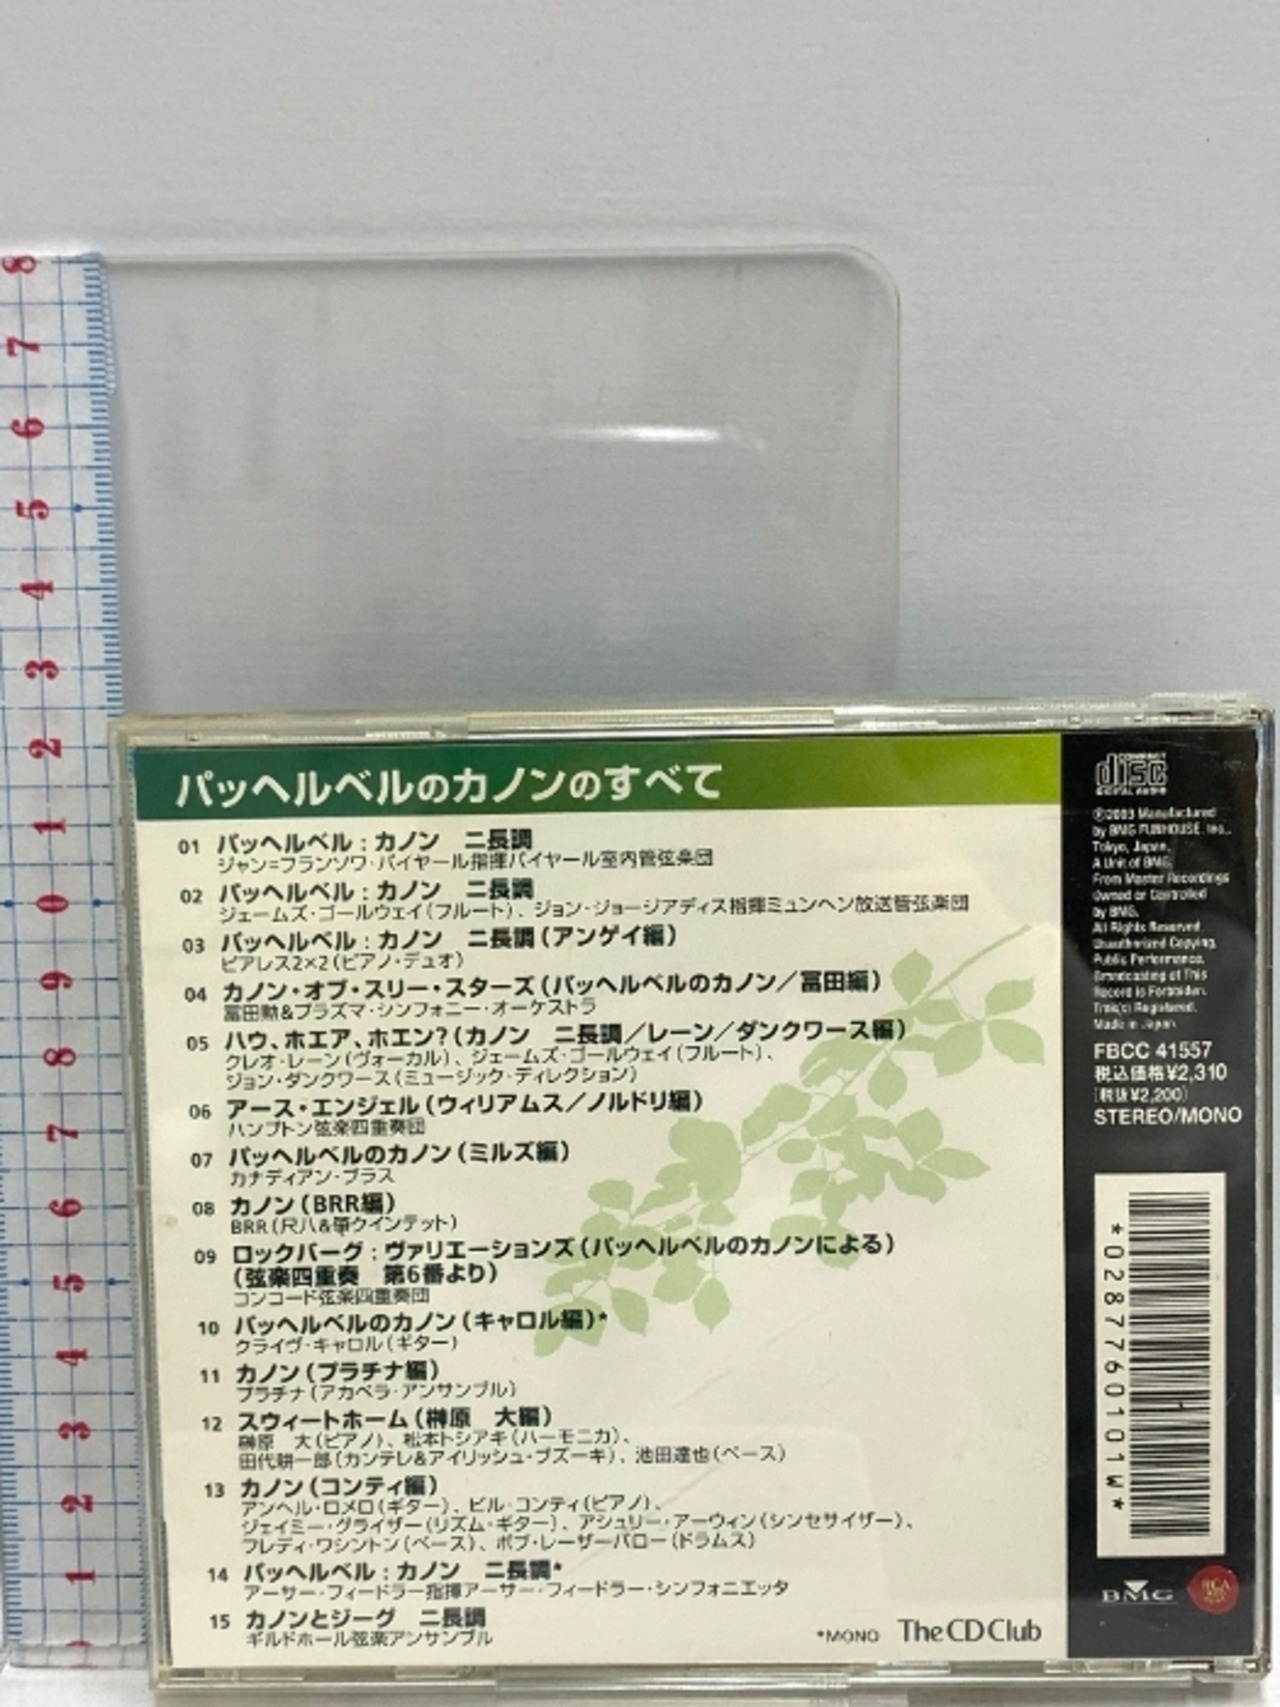 パッヘルベルのカノンのすべて
01 パッヘルベル：カノン　ニ長調
ジャン=フランソワ・パイヤール指揮パイヤール室内管弦楽団
02 パッヘルベル：カノン　ニ長調
ジェームズ・ゴールウェイ（フルート）、ジョン・ジョージアディス指揮ミュンヘン放送管弦楽団
03 パッヘルベル：カノン　ニ長調（アンゲイ編）
ピアレス2×2（ピアノ・デュオ）
04 カノン・オブ・スリー・スターズ（パッヘルベルのカノン／冨田編）
冨田勲&プラズマ・シンフォニー・オーケストラ
05 ハウ、ホエア、ホエン？（カノン　ニ長調／レーン／ダンクワース編）
クレオ・レーン（ヴォーカル）、ジェームズ・ゴールウェイ（フルート）、
ジョン・ダンクワース（ミュージック・ディレクション）
06 アース・エンジェル（ウィリアムス／ノルドリ編）
ハンプトン弦楽四重奏団
07 パッヘルベルのカノン（ミルズ編）
カナディアン・ブラス
08 カノン（BRR編）
BRR（尺八&箏クインテット）
09 ロックバーグ：ヴァリエーションズ（パッヘルベルのカノンによる）
（弦楽四重奏　第6番より）
コンコード弦楽四重奏団
10 パッヘルベルのカノン（キャロル編）*
クライヴ・キャロル（ギター）
11 カノン（プラチナ編）
プラチナ（アカペラ・アンサンブル）
12 スウィートホーム（榊原　大編）
榊原　大（ピアノ）、松本トシアキ（ハーモニカ）、
田代耕一郎（カンテレ&アイリッシュ・ブズーキ）、池田達也（ベース）
13 カノン（コンティ編）
アンヘル・ロメロ（ギター）、ビル・コンティ（ピアノ）、
ジェイミー・グライザー（リズム・ギター）、アシュリー・アーウィン（シンセサイザー）、
フレディ・ワシントン（ベース）、ボブ・レーザーバロー（ドラムス）
14 パッヘルベル：カノン　ニ長調*
アーサー・フィードラー指揮アーサー・フィードラー・シンフォニエッタ
15 カノンとジーグ　ニ長調
ギルドホール弦楽アンサンブル
*MONO The CD Club
COMPACT
disc
DIGITAL AUDIO
℗2003 Manufactured
by BMG FUNHOUSE, Inc.,
Tokyo, Japan.
A Unit of BMG.
From Master Recordings
Owned or Controlled
by BMG.
All Rights Reserved
Unauthorized Copying,
Public Performance,
Broadcasting of This
Record is Forbidden.
Tmk(s) Registered.
Made in Japan
FBCC 41557
税込価格¥2,310
（税抜¥2,200）
STEREO/MONO
*0287760101W*
BMG
RCA
8
7
6
5
4
3
2
1
0
9
8
7
6
5
4
3
2
1